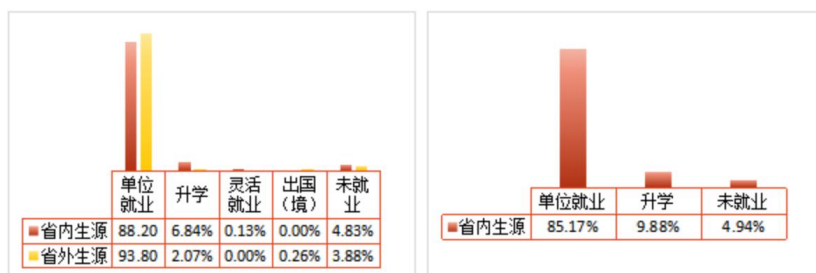 单位就业 升学 灵活就业 出国（境） 未就业
省内生源 88.20 6.84% 0.13% 0.00% 4.83%
省外生源 93.80 2.07% 0.00% 0.26% 3.88%
单位就业 升学 未就业
省内生源 85.17% 9.88% 4.94%